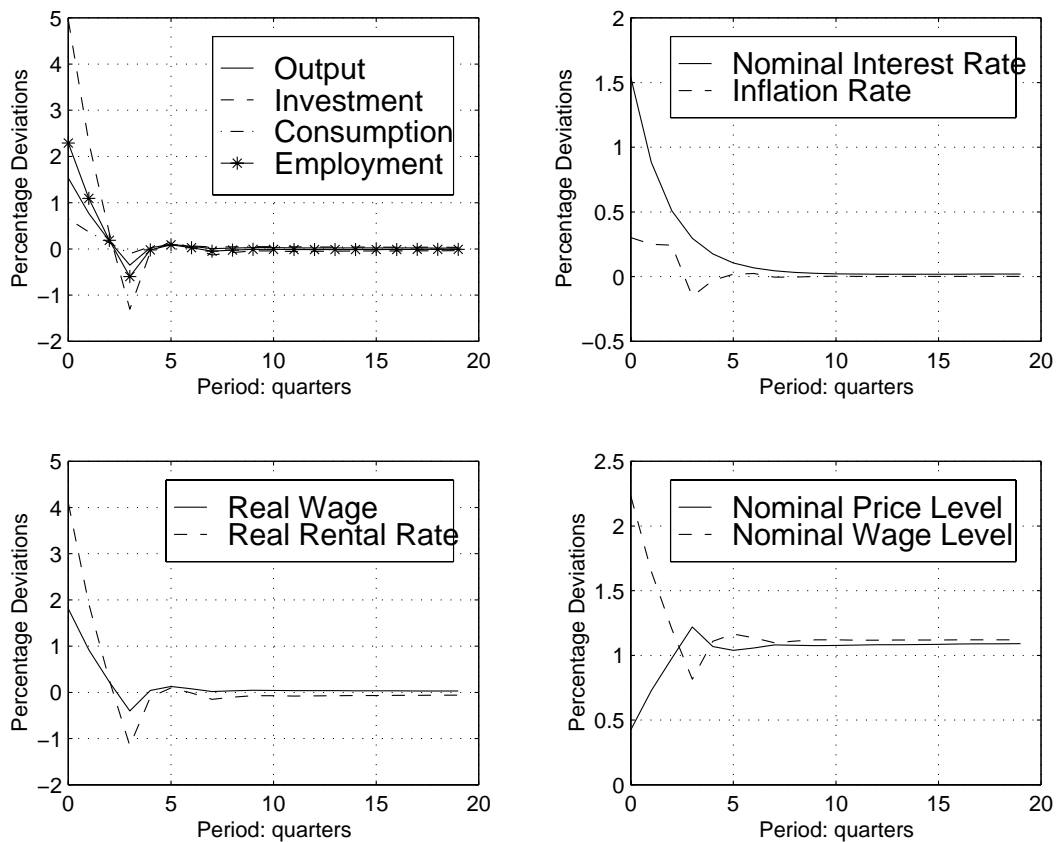 5
4
3
2
1
0
−1
−2
Percentage Deviations
Output
Investment
Consumption
Employment
0
5
10
15
20
Period: quarters
2
1.5
1
0.5
0
−0.5
Percentage Deviations
Nominal Interest Rate
Inflation Rate
0
5
10
15
20
Period: quarters
5
4
3
2
1
0
−1
−2
Percentage Deviations
Real Wage
Real Rental Rate
0
5
10
15
20
Period: quarters
2.5
2
1.5
1
0.5
0
Percentage Deviations
Nominal Price Level
Nominal Wage Level
0
5
10
15
20
Period: quarters